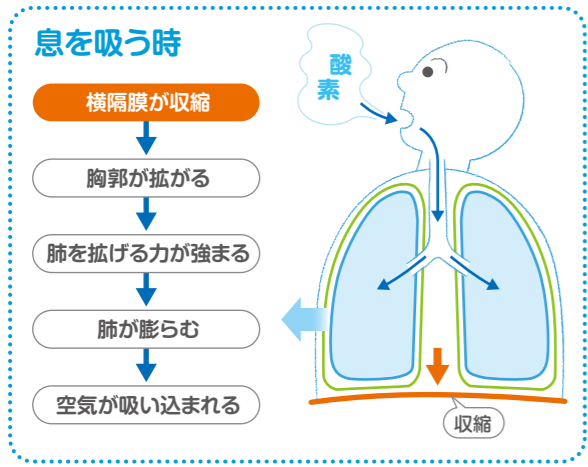 息を吸う時
横隔膜が収縮
胸郭が拡がる
肺を拡げる力が強まる
肺が膨らむ
空気が吸い込まれる
酸素
収縮